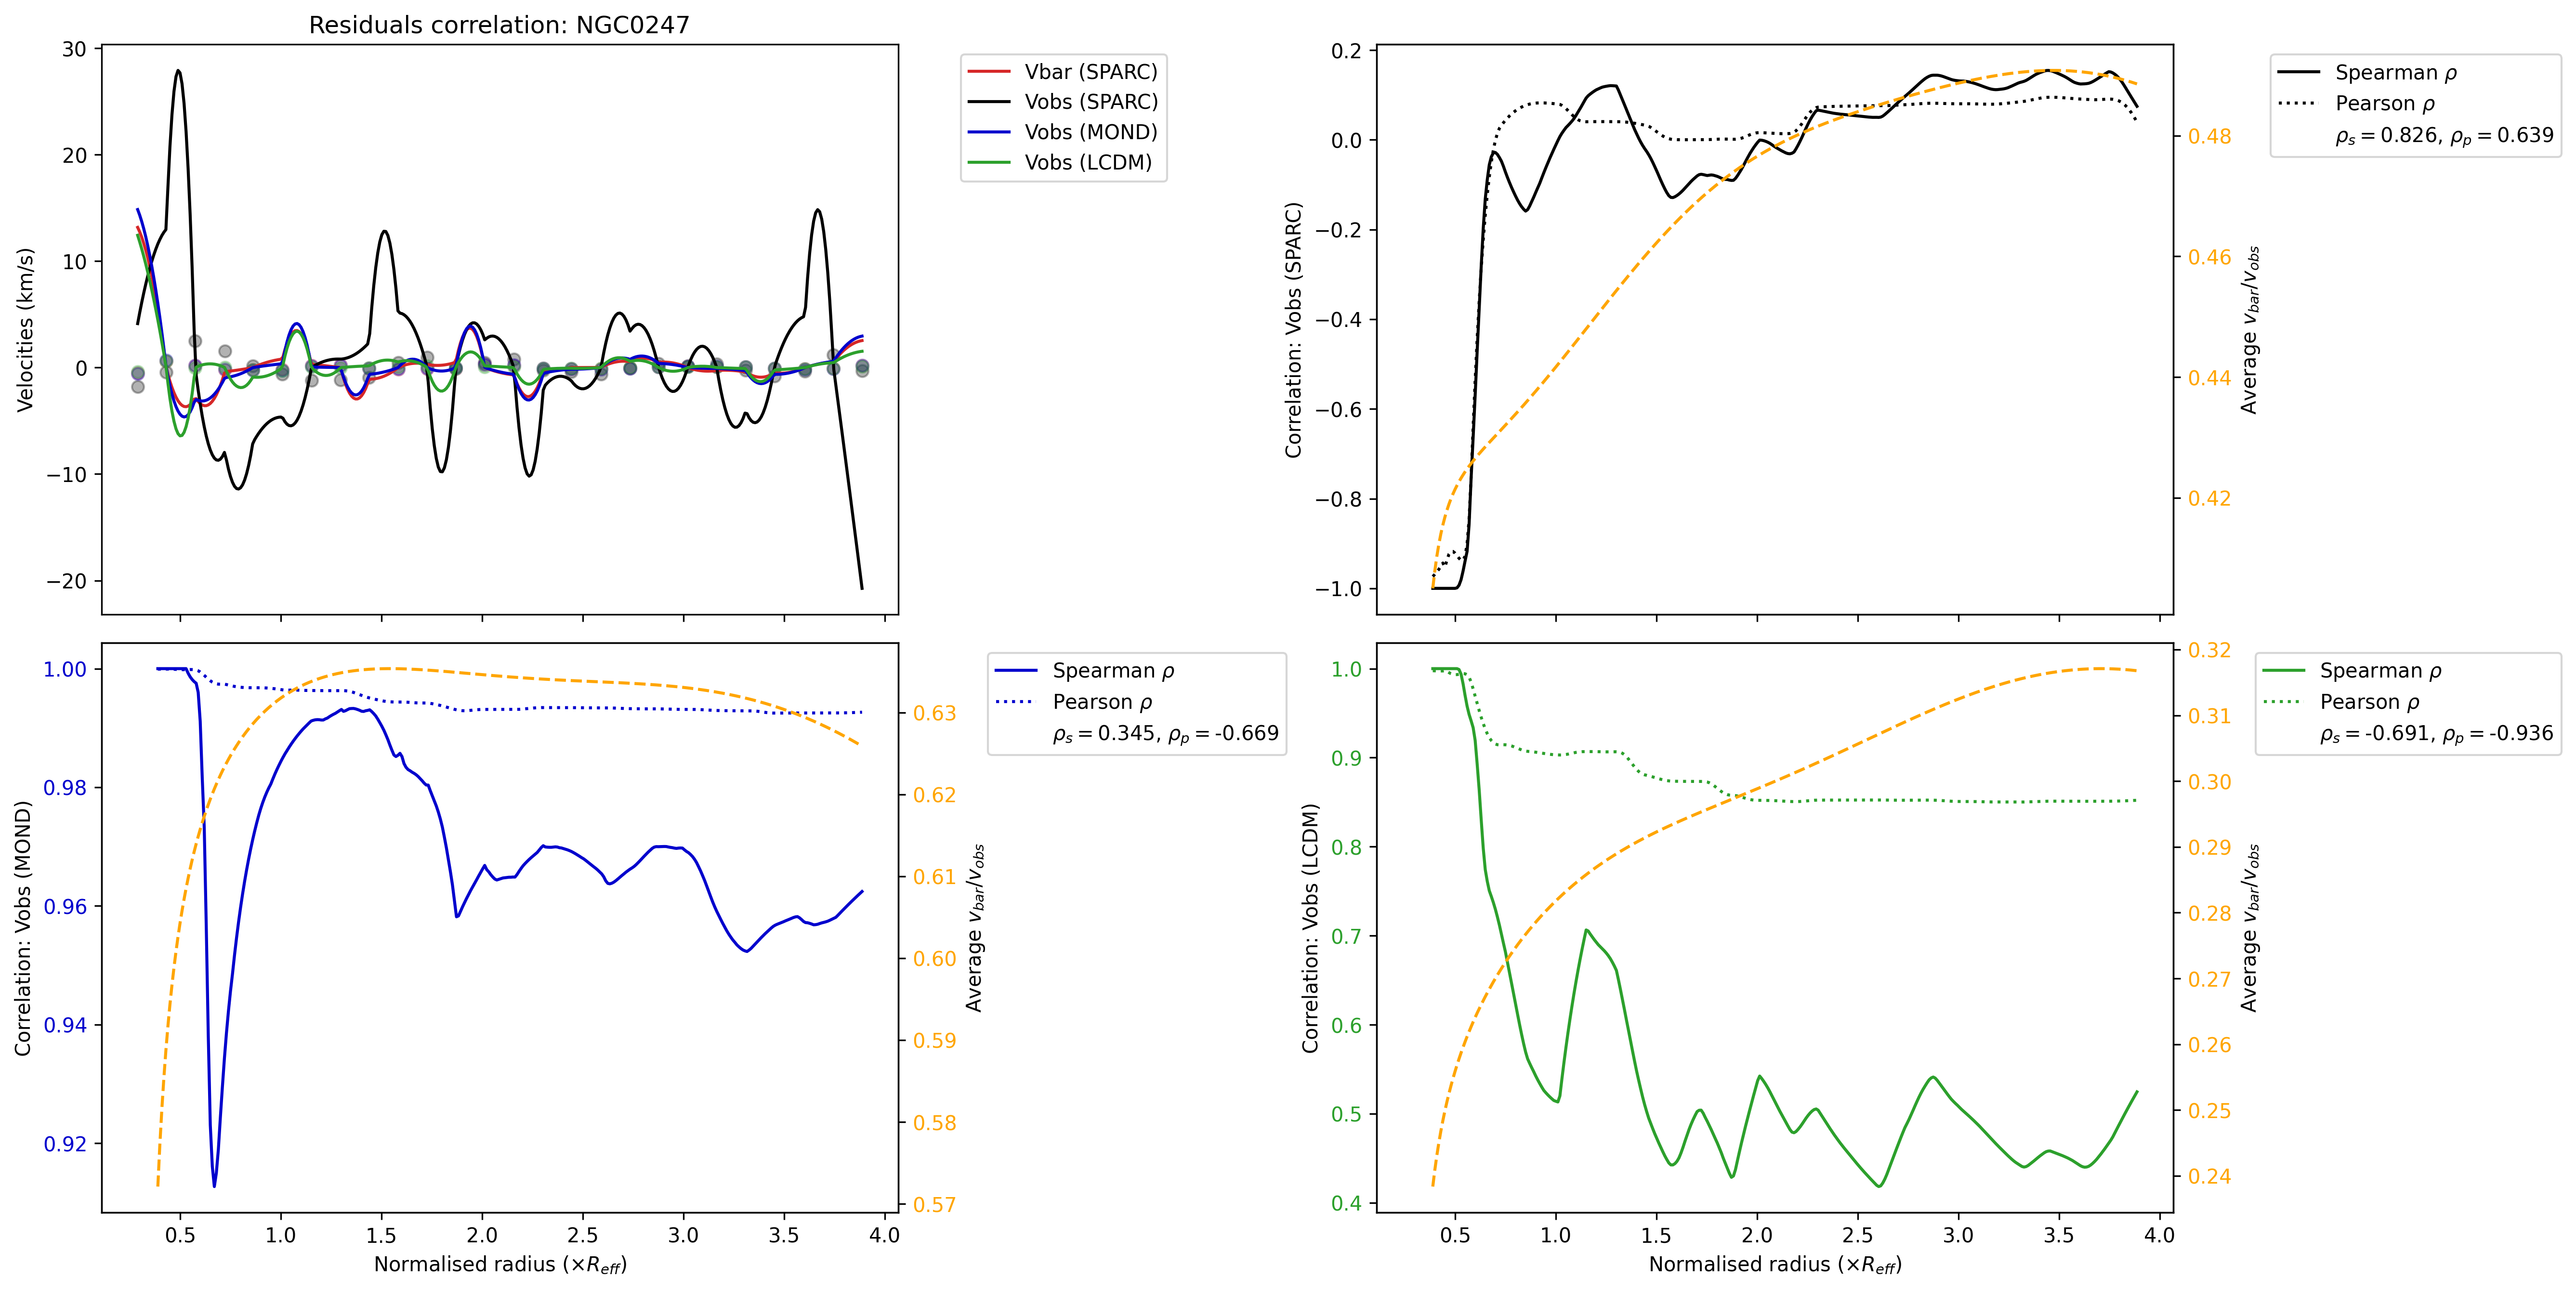 Residuals correlation: NGC0247
30
20
10
0
−10
−20
Velocities (km/s)
Vbar (SPARC)
Vobs (SPARC)
Vobs (MOND)
Vobs (LCDM)
0.2
0.0
−0.2
−0.4
−0.6
−0.8
−1.0
Correlation: Vobs (SPARC)
0.48
0.46
0.44
0.42
Average v_bar/v_obs
Spearman ρ
Pearson ρ
ρ_s = 0.826, ρ_p = 0.639
1.00
0.98
0.96
0.94
0.92
Correlation: Vobs (MOND)
0.5 1.0 1.5 2.0 2.5 3.0 3.5 4.0
Normalised radius (×R_eff)
0.63
0.62
0.61
0.60
0.59
0.58
0.57
Average v_bar/v_obs
Spearman ρ
Pearson ρ
ρ_s = 0.345, ρ_p = -0.669
1.0
0.9
0.8
0.7
0.6
0.5
0.4
Correlation: Vobs (LCDM)
0.5 1.0 1.5 2.0 2.5 3.0 3.5 4.0
Normalised radius (×R_eff)
0.32
0.31
0.30
0.29
0.28
0.27
0.26
0.25
0.24
Average v_bar/v_obs
Spearman ρ
Pearson ρ
ρ_s = -0.691, ρ_p = -0.936